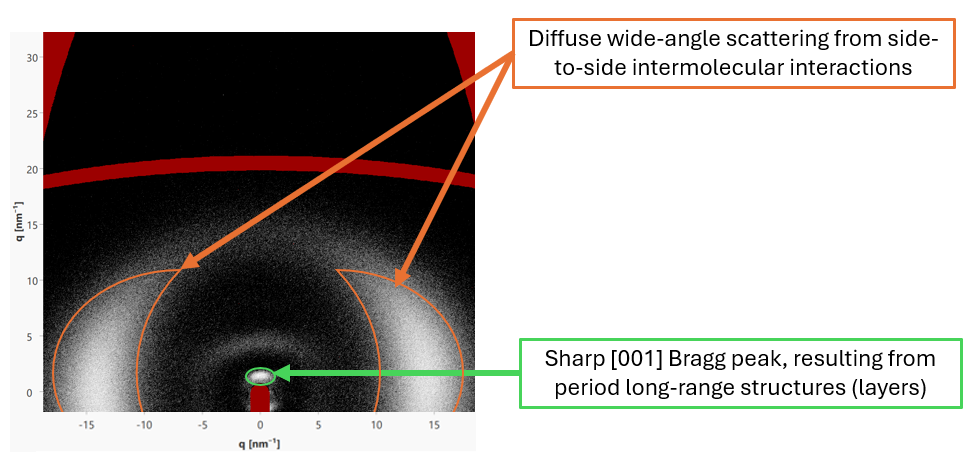 Diffuse wide-angle scattering from side-
to-side intermolecular interactions
30
25
20
15
10
5
0
q [nm⁻¹]
-15 -10 -5 0 5 10 15
q [nm⁻¹]
Sharp [001] Bragg peak, resulting from
period long-range structures (layers)